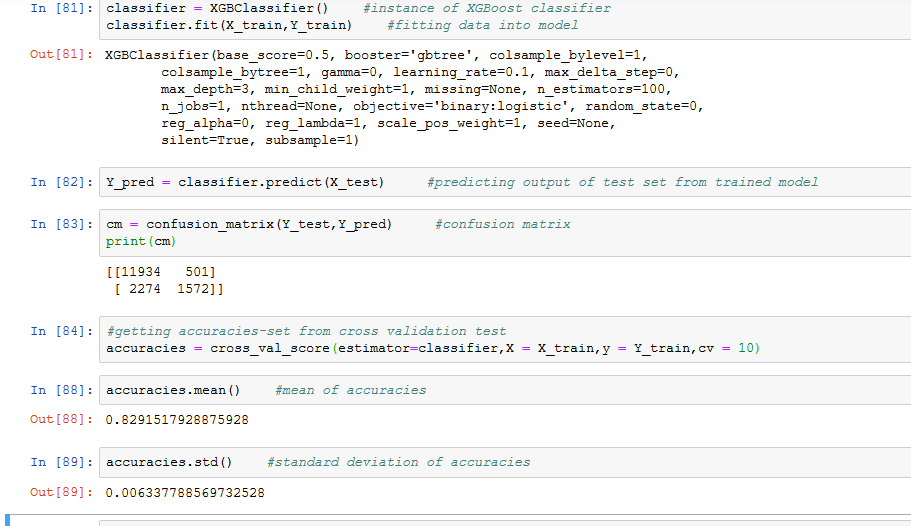 In [81]: classifier = XGBClassifier() #instance of XGBoost classifier
classifier.fit(X_train,Y_train) #fitting data into model
Out[81]: XGBClassifier(base_score=0.5, booster='gbtree', colsample_bylevel=1,
colsample_bytree=1, gamma=0, learning_rate=0.1, max_delta_step=0,
max_depth=3, min_child_weight=1, missing=None, n_estimators=100,
n_jobs=1, nthread=None, objective='binary:logistic', random_state=0,
reg_alpha=0, reg_lambda=1, scale_pos_weight=1, seed=None,
silent=True, subsample=1)
In [82]: Y_pred = classifier.predict(X_test) #predicting output of test set from trained model
In [83]: cm = confusion_matrix(Y_test,Y_pred) #confusion matrix
print(cm)
[[11934 501]
[ 2274 1572]]
In [84]: #getting accuracies-set from cross validation test
accuracies = cross_val_score(estimator=classifier,X = X_train,y = Y_train,cv = 10)
In [88]: accuracies.mean() #mean of accuracies
Out[88]: 0.8291517928875928
In [89]: accuracies.std() #standard deviation of accuracies
Out[89]: 0.006337788569732528